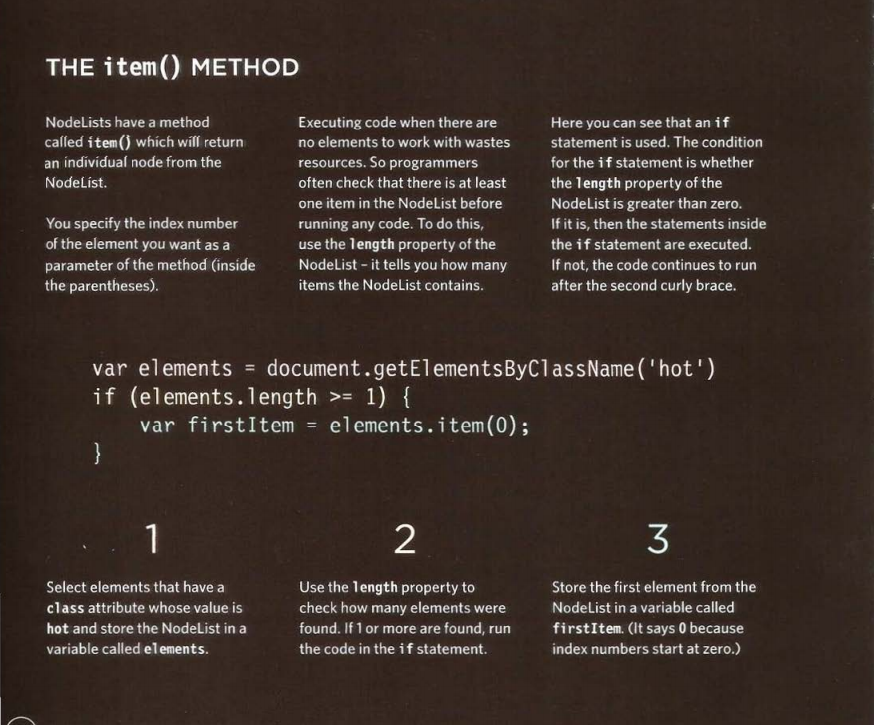 THE item() METHOD
NodeLists have a method
called item() which will return
an individual node from the
NodeList.
You specify the index number
of the element you want as a
parameter of the method (inside
the parentheses).
Executing code when there are
no elements to work with wastes
resources. So programmers
often check that there is at least
one item in the NodeList before
running any code. To do this,
use the length property of the
NodeList – it tells you how many
items the NodeList contains.
Here you can see that an if
statement is used. The condition
for the if statement is whether
the length property of the
NodeList is greater than zero.
If it is, then the statements inside
the if statement are executed.
If not, the code continues to run
after the second curly brace.
var elements = document.getElementsByClassName('hot')
if (elements.length >= 1) {
    var firstItem = elements.item(0);
}
1
Select elements that have a
class attribute whose value is
hot and store the NodeList in a
variable called elements.
2
Use the length property to
check how many elements were
found. If 1 or more are found, run
the code in the if statement.
3
Store the first element from the
NodeList in a variable called
firstItem. (It says 0 because
index numbers start at zero.)